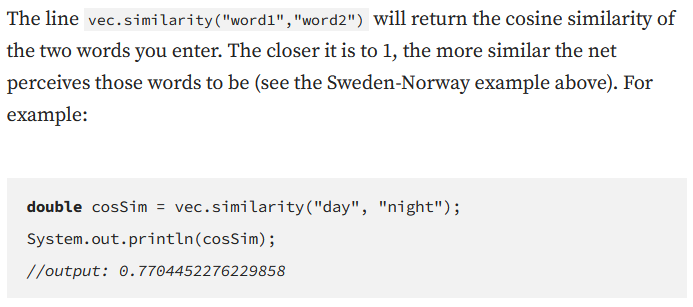 The line vec.similarity("word1","word2") will return the cosine similarity of
the two words you enter. The closer it is to 1, the more similar the net
perceives those words to be (see the Sweden-Norway example above). For
example:
double cosSim = vec.similarity("day", "night");
System.out.println(cosSim);
//output: 0.7704452276229858